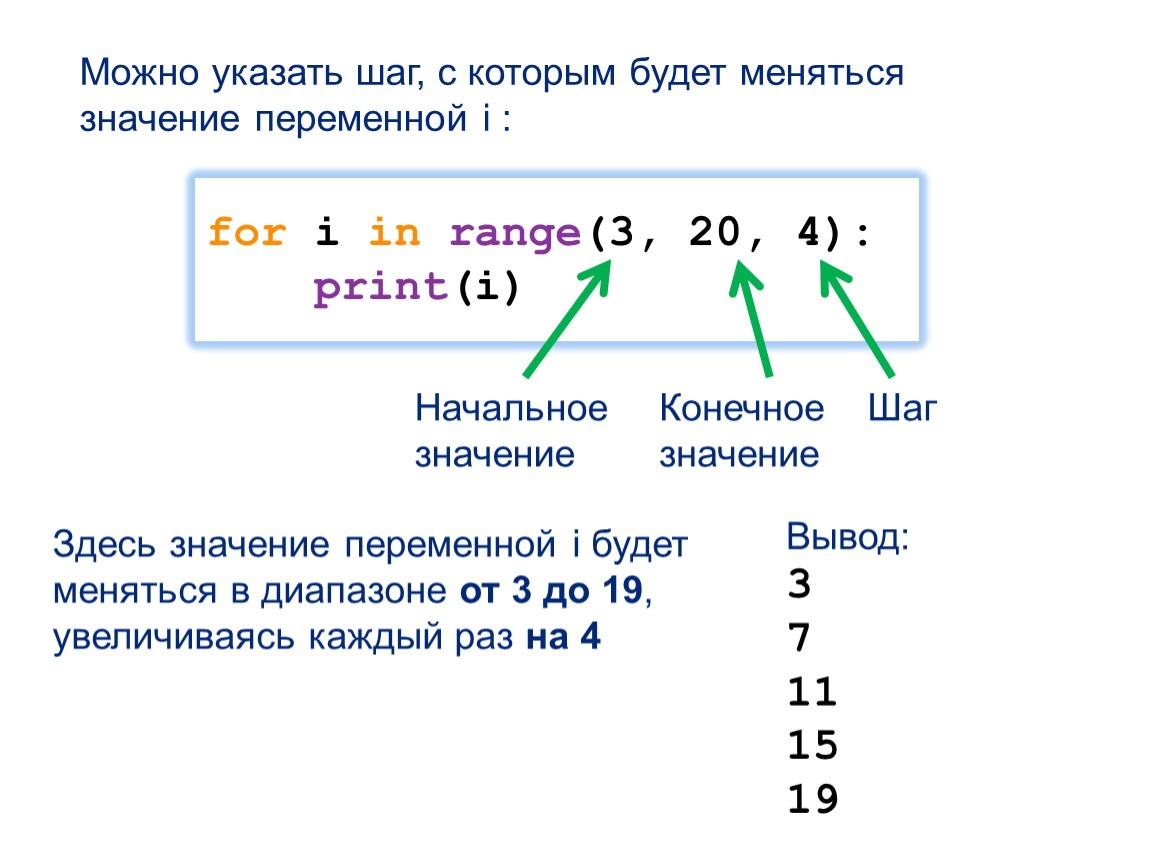 Можно указать шаг, с которым будет меняться
значение переменной i :
for i in range(3, 20, 4):
    print(i)
Начальное
значение
Конечное
значение
Шаг
Здесь значение переменной i будет
меняться в диапазоне от 3 до 19,
увеличиваясь каждый раз на 4
Вывод:
3
7
11
15
19